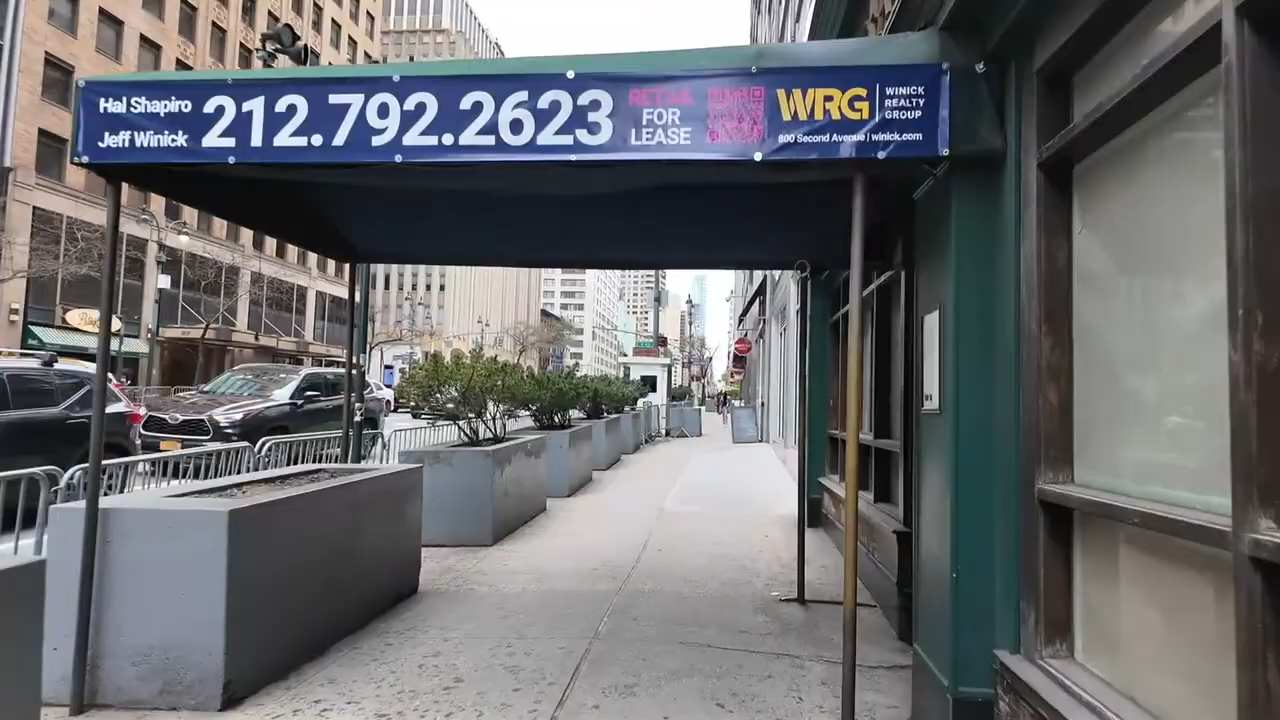 Hal Shapiro
Jeff Winick
212.792.2623
RETAIL
FOR
LEASE
WRG
WINICK
REALTY
GROUP
800 Second Avenue | winick.com